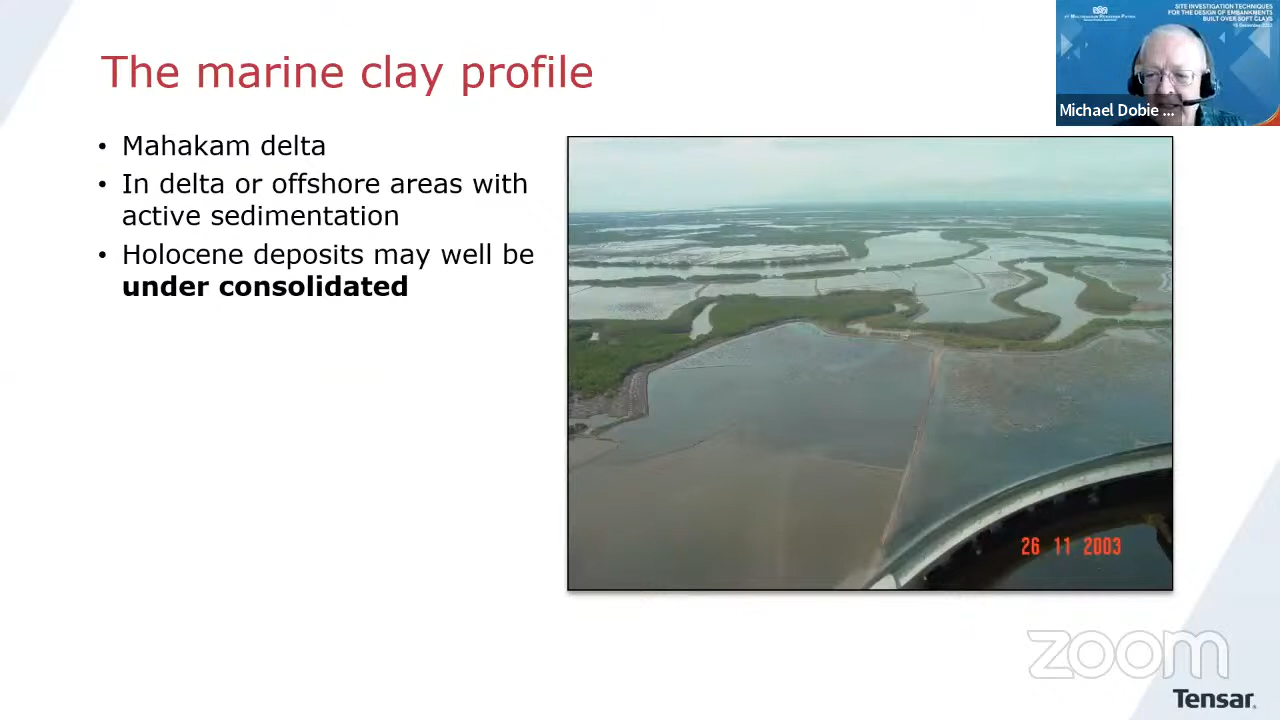 The marine clay profile
• Mahakam delta
• In delta or offshore areas with
active sedimentation
• Holocene deposits may well be
under consolidated
SITE INVESTIGATION TECHNIQUES
FOR THE DESIGN OF EMBANKMENTS
BUILT OVER SOFT CLAYS
Michael Dobie ...
26 11 2003
zoom
Tensar